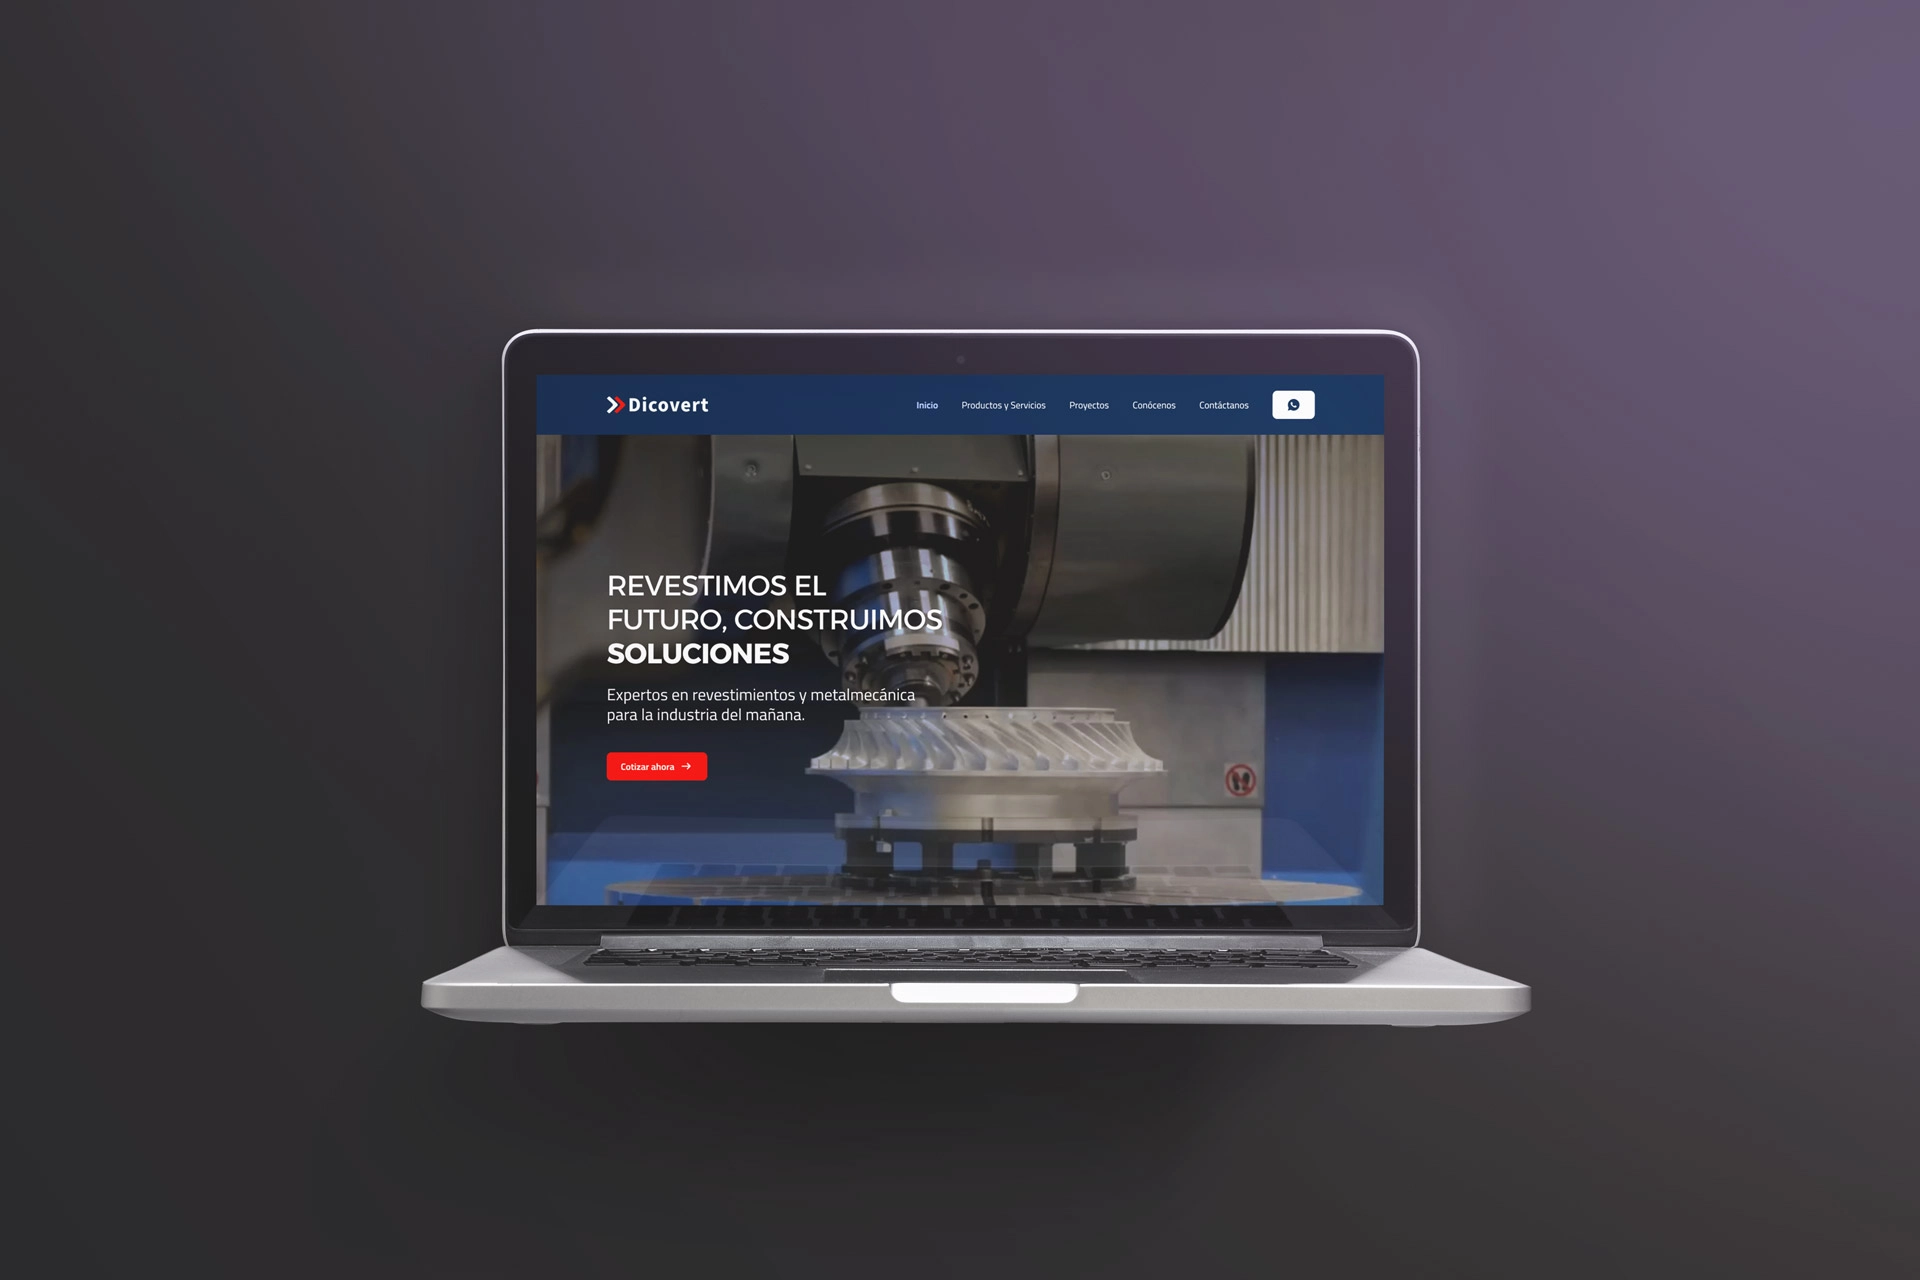 Dicovert
Inicio Productos y Servicios Proyectos Conócenos Contáctanos
REVESTIMOS EL
FUTURO, CONSTRUIMOS
SOLUCIONES
Expertos en revestimientos y metalmecánica
para la industria del mañana.
Cotizar ahora →